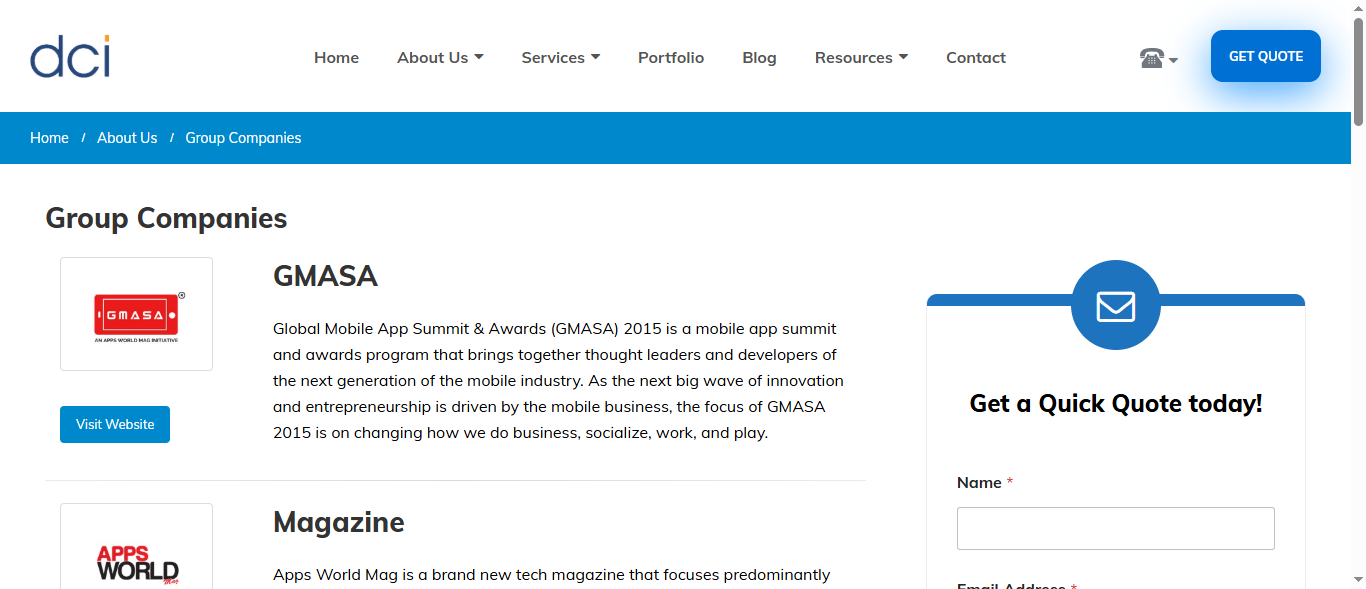 dci
Home
About Us
Services
Portfolio
Blog
Resources
Contact
GET QUOTE
Home / About Us / Group Companies
Group Companies
GMASA
AN APPS WORLD MAG INITIATIVE
Visit Website
GMASA
Global Mobile App Summit & Awards (GMASA) 2015 is a mobile app summit
and awards program that brings together thought leaders and developers of
the next generation of the mobile industry. As the next big wave of innovation
and entrepreneurship is driven by the mobile business, the focus of GMASA
2015 is on changing how we do business, socialize, work, and play.
APPS
WORLD
Mag
Magazine
Apps World Mag is a brand new tech magazine that focuses predominantly
Get a Quick Quote today!
Name *
Email Address *